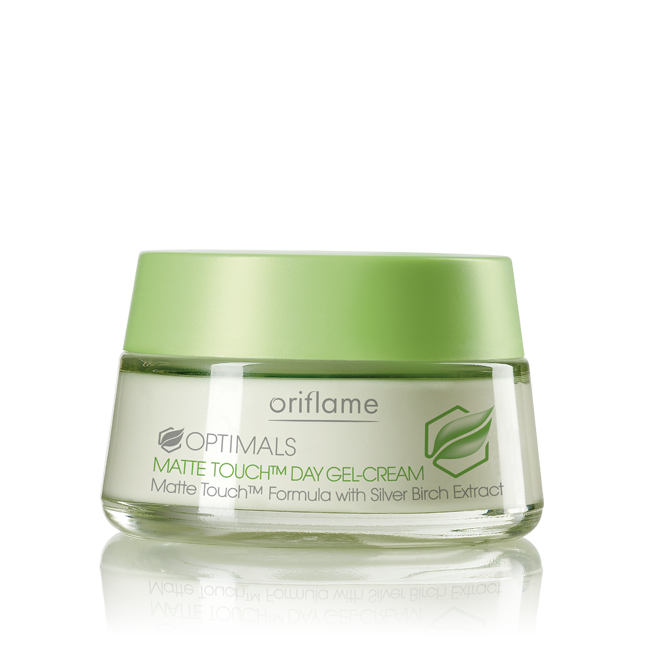 oriflame
OPTIMALS
MATTE TOUCH™ DAY GEL-CREAM
Matte Touch™ Formula with Silver Birch Extract